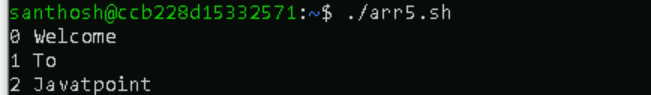 santhosh@ccb228d15332571:~$ ./arr5.sh
0 Welcome
1 To
2 Javatpoint